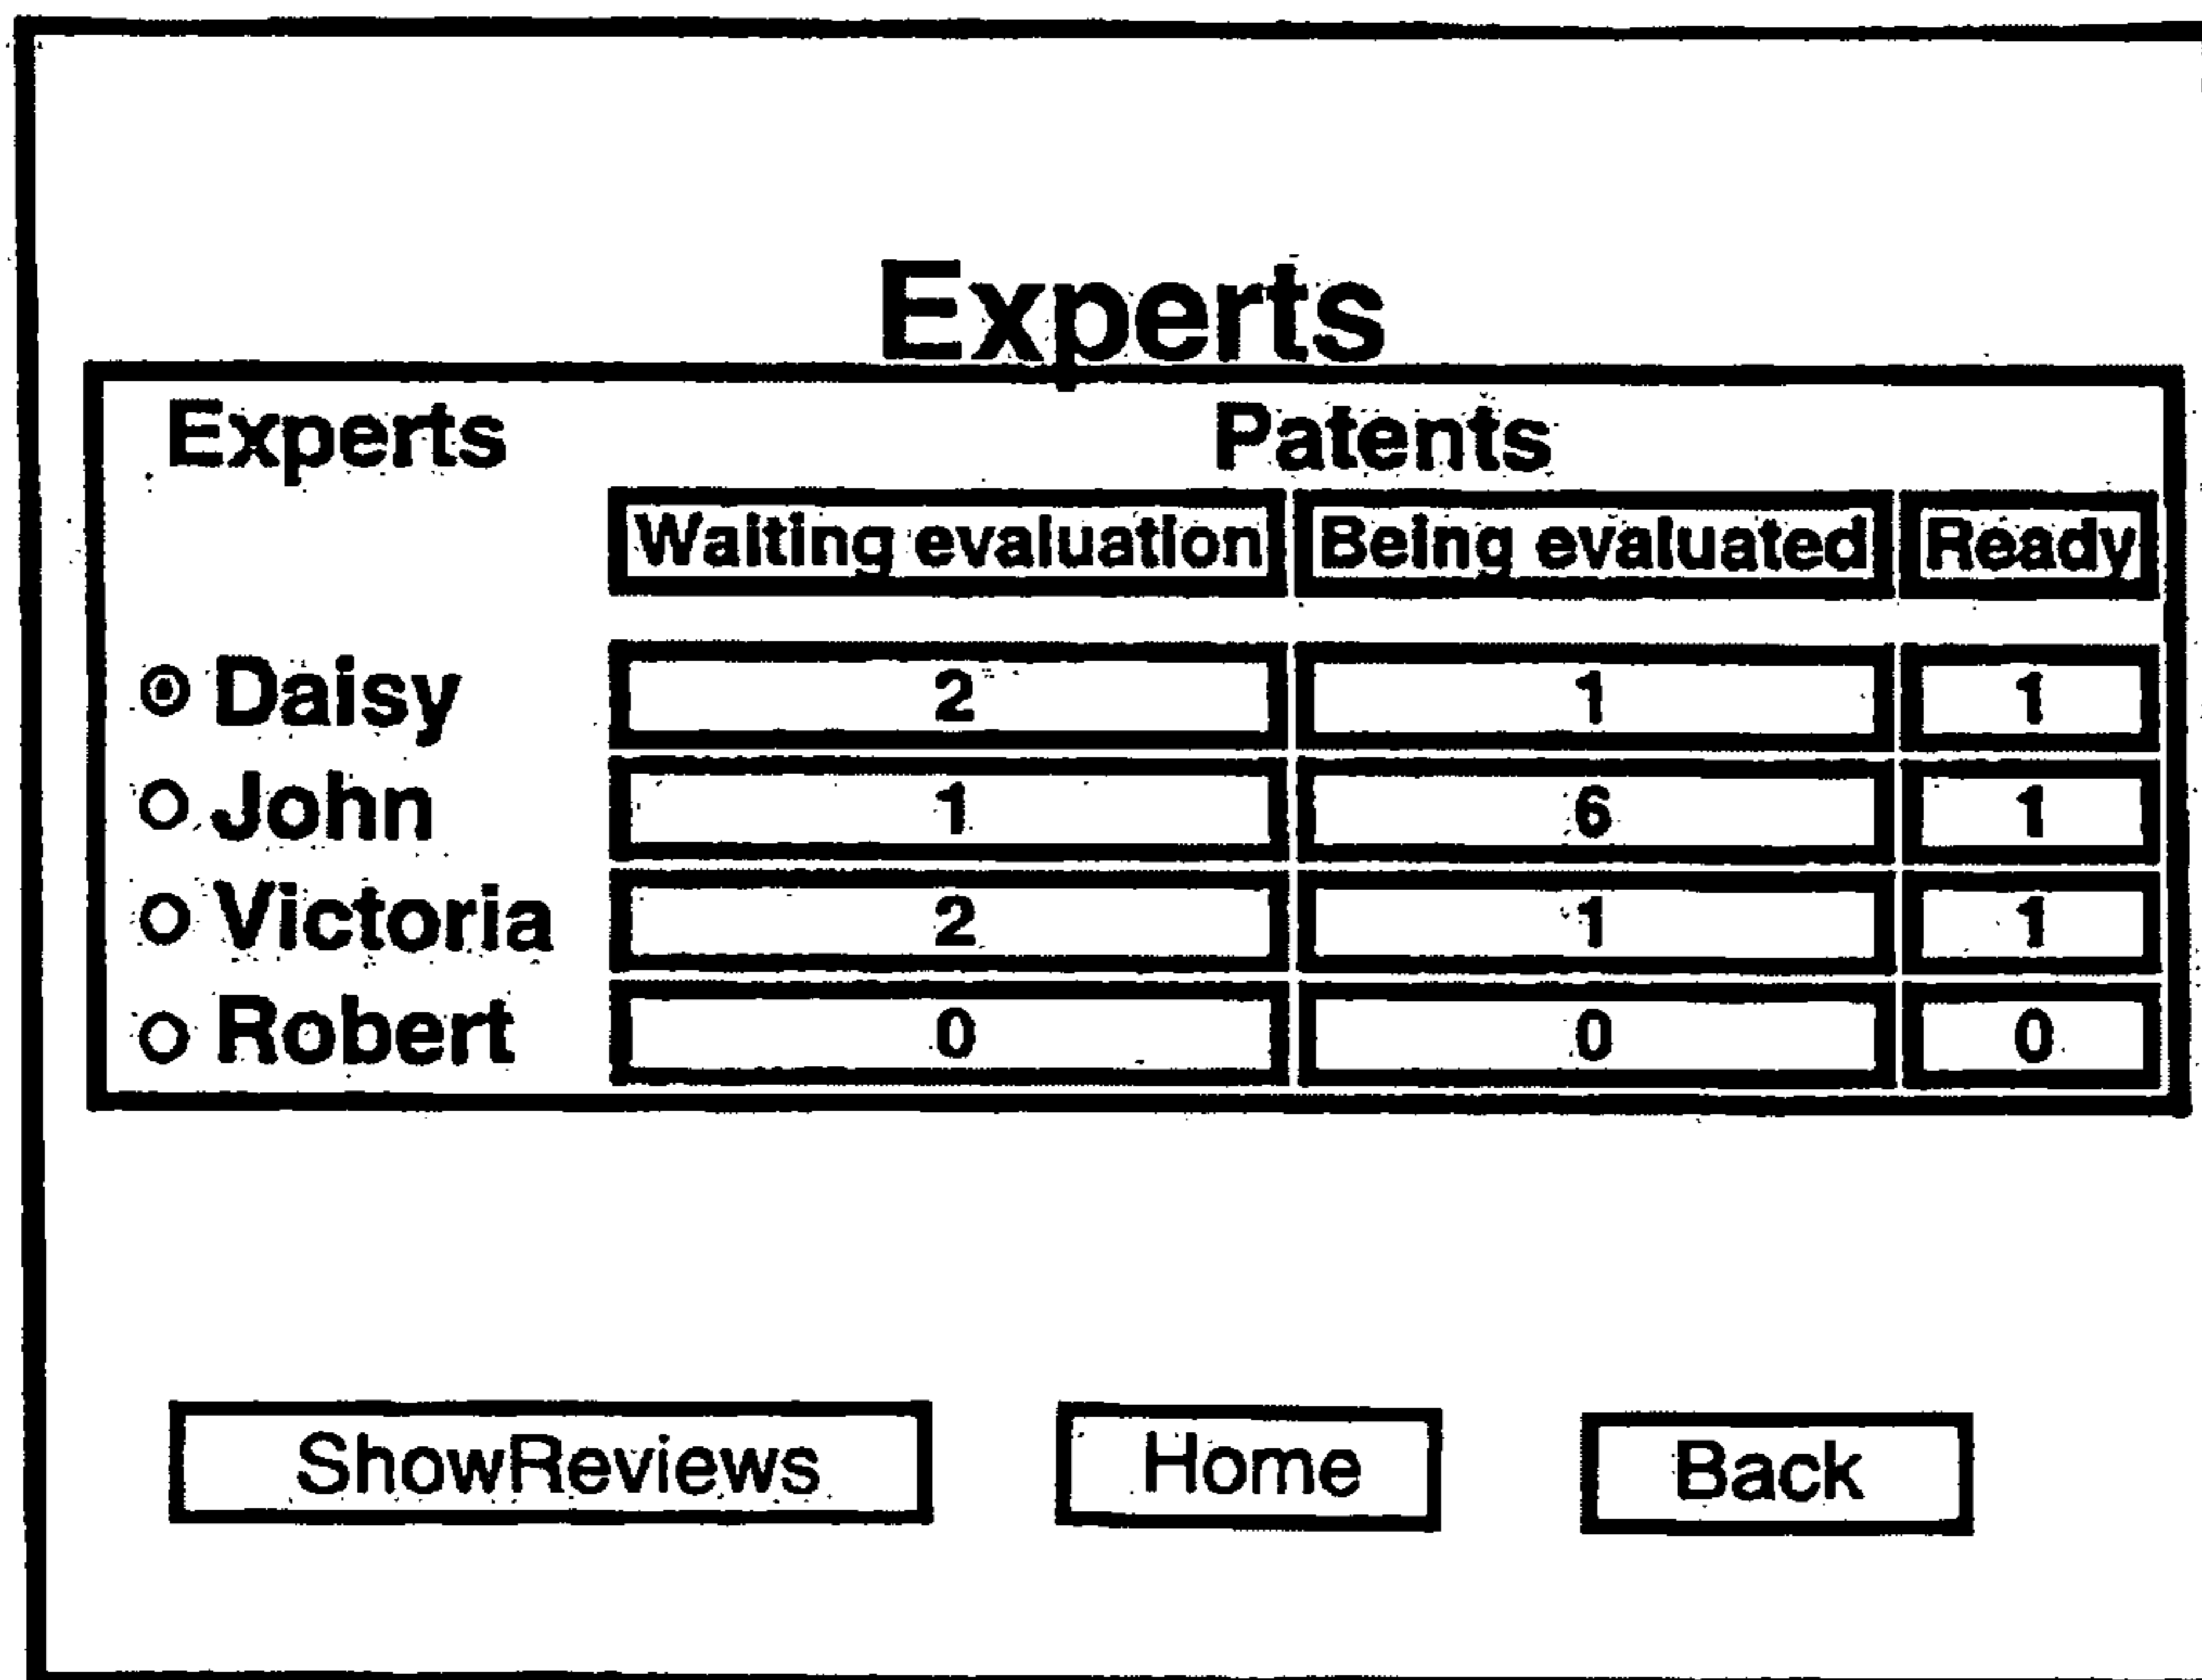 Experts
Experts Patents
Waiting evaluation Being evaluated Ready
Daisy 2 1 1
John 1 6 1
Victoria 2 1 1
Robert 0 0 0
ShowReviews Home Back